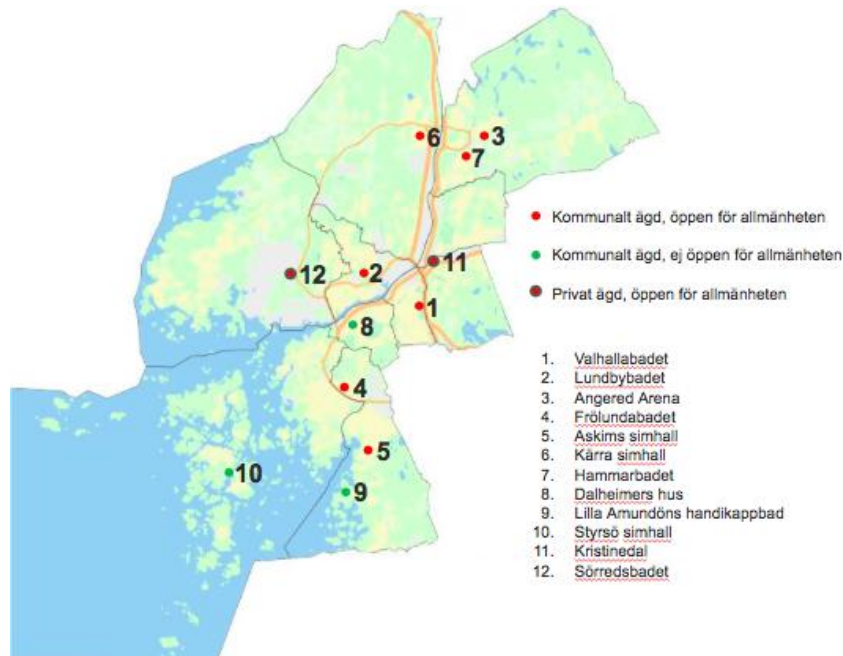 6
3
7
Kommunalt ägd, öppen för allmänheten
Kommunalt ägd, ej öppen för allmänheten
Privat ägd, öppen för allmänheten
12
2
11
1
8
4
5
10
9
1. Valhallabadet
2. Lundbybadet
3. Angered Arena
4. Frölundabadet
5. Askims simhall
6. Kärra simhall
7. Hammarbadet
8. Dalheimers hus
9. Lilla Amundöns handikappbad
10. Styrsö simhall
11. Kristinedal
12. Sörredsbadet